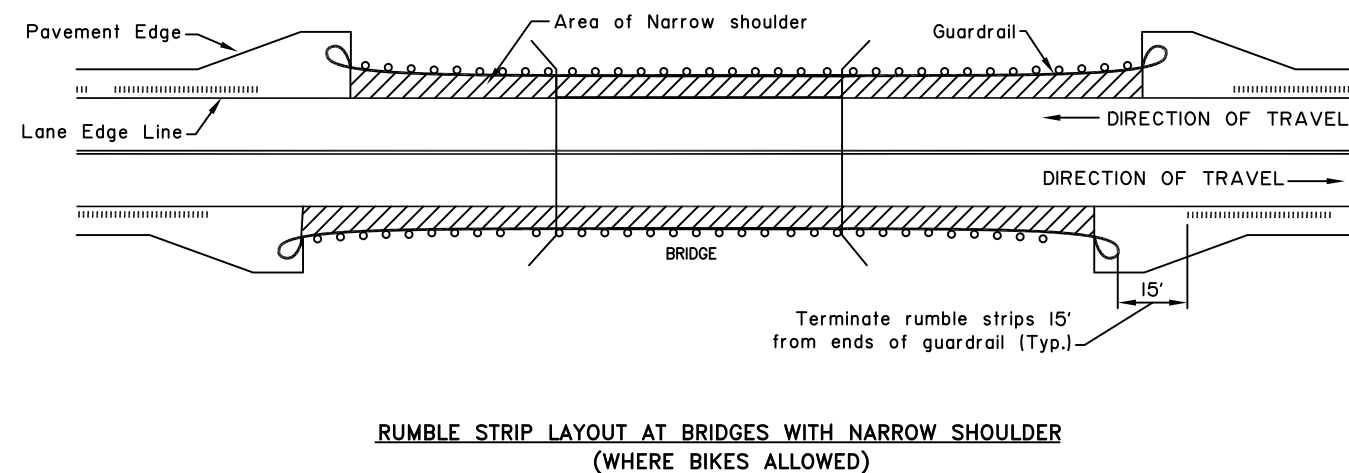 Pavement Edge
Area of Narrow shoulder
Guardrail
Lane Edge Line
DIRECTION OF TRAVEL
DIRECTION OF TRAVEL
BRIDGE
15'
Terminate rumble strips 15'
from ends of guardrail (Typ.)
RUMBLE STRIP LAYOUT AT BRIDGES WITH NARROW SHOULDER
(WHERE BIKES ALLOWED)